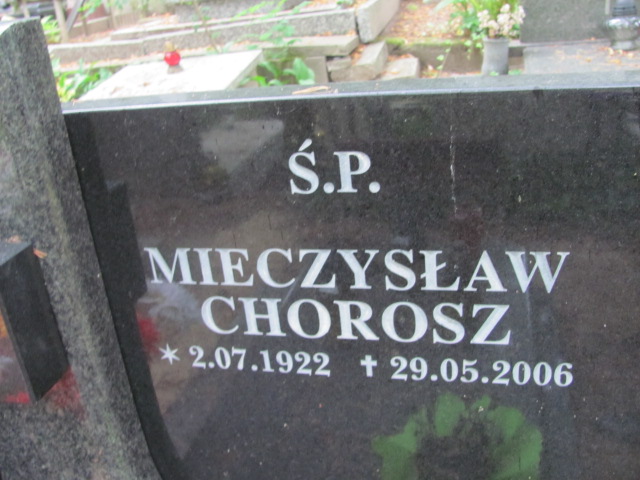 Ś.P.
MIECZYSŁAW
CHOROSZ
✶ 2.07.1922 ✝ 29.05.2006